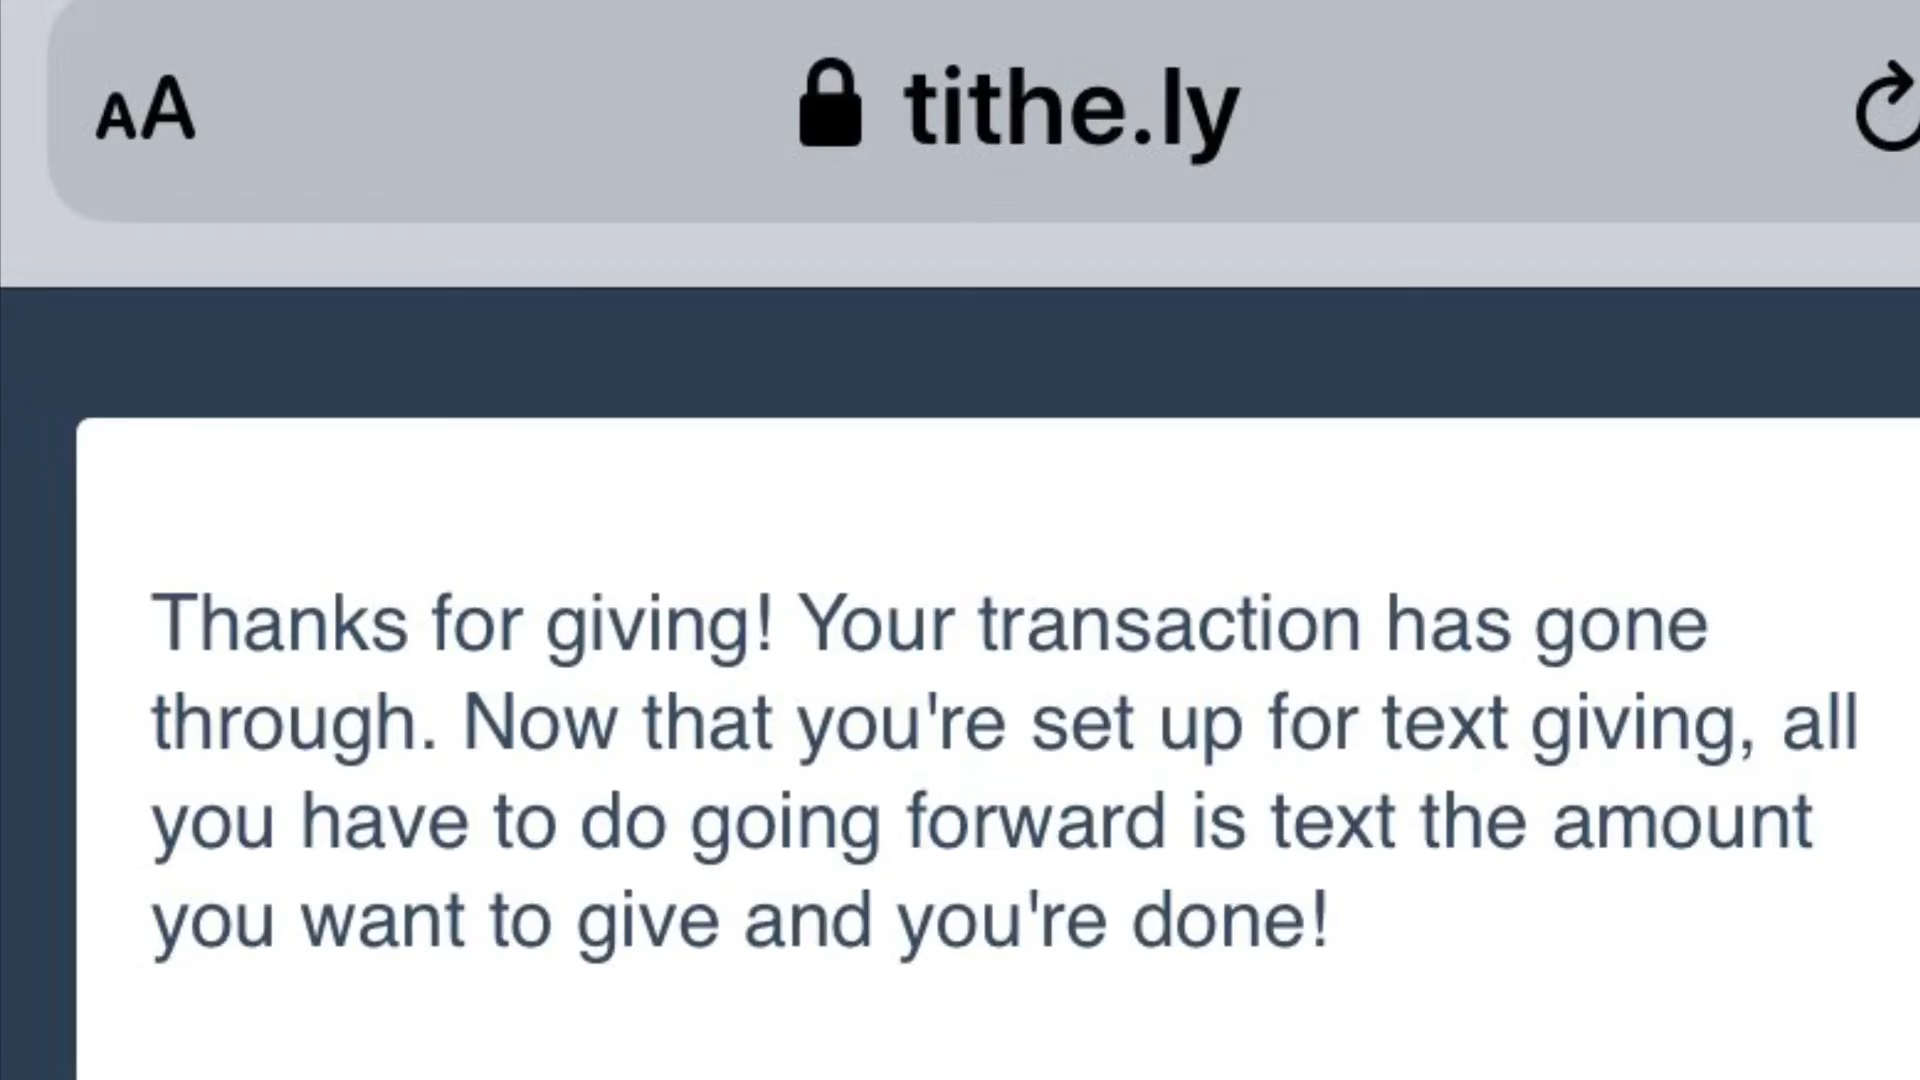 AA
tithe.ly
Thanks for giving! Your transaction has gone
through. Now that you're set up for text giving, all
you have to do going forward is text the amount
you want to give and you're done!